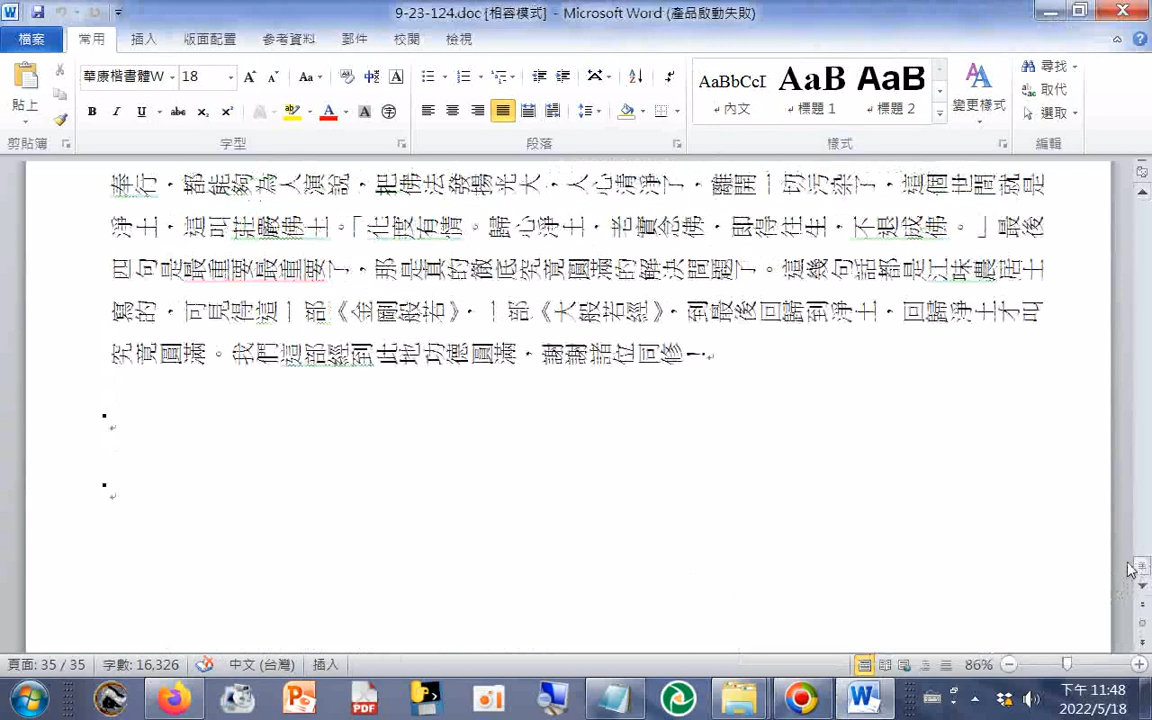 9-23-124.doc [相容模式] - Microsoft Word (產品啟動失敗)
檔案 常用 插入 版面配置 參考資料 郵件 校閱 檢視
華康楷書體W 18
貼上
AaBbCcI AaB AaB
內文 標題 1 標題 2
變更樣式
尋找
取代
選取
剪貼簿 字型 段落 樣式 編輯
奉行，都能夠為人演說，把佛法發揚光大，人心清淨了，離開一切污染了，這個世間就是
淨土，這叫莊嚴佛土。「化度有情。歸心淨土，老實念佛，即得往生，不退成佛。」最後
四句是最重要最重要了，那是真的徹底究竟圓滿的解決問題了。這幾句話都是江味農居士
寫的，可見得這一部《金剛般若》，一部《大般若經》，到最後回歸到淨土，回歸淨土才叫
究竟圓滿。我們這部經到此地功德圓滿，謝謝諸位同修！
頁面: 35 / 35 字數: 16,326 中文 (台灣) 插入 86%
下午 11:48
2022/5/18